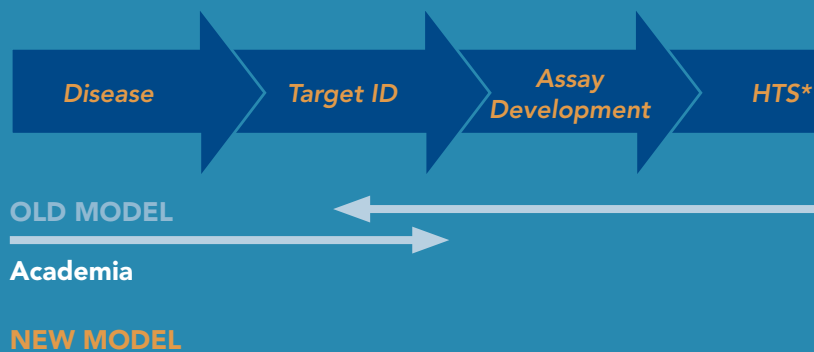 Disease
Target ID
Assay
Development
HTS*
OLD MODEL
Academia
NEW MODEL